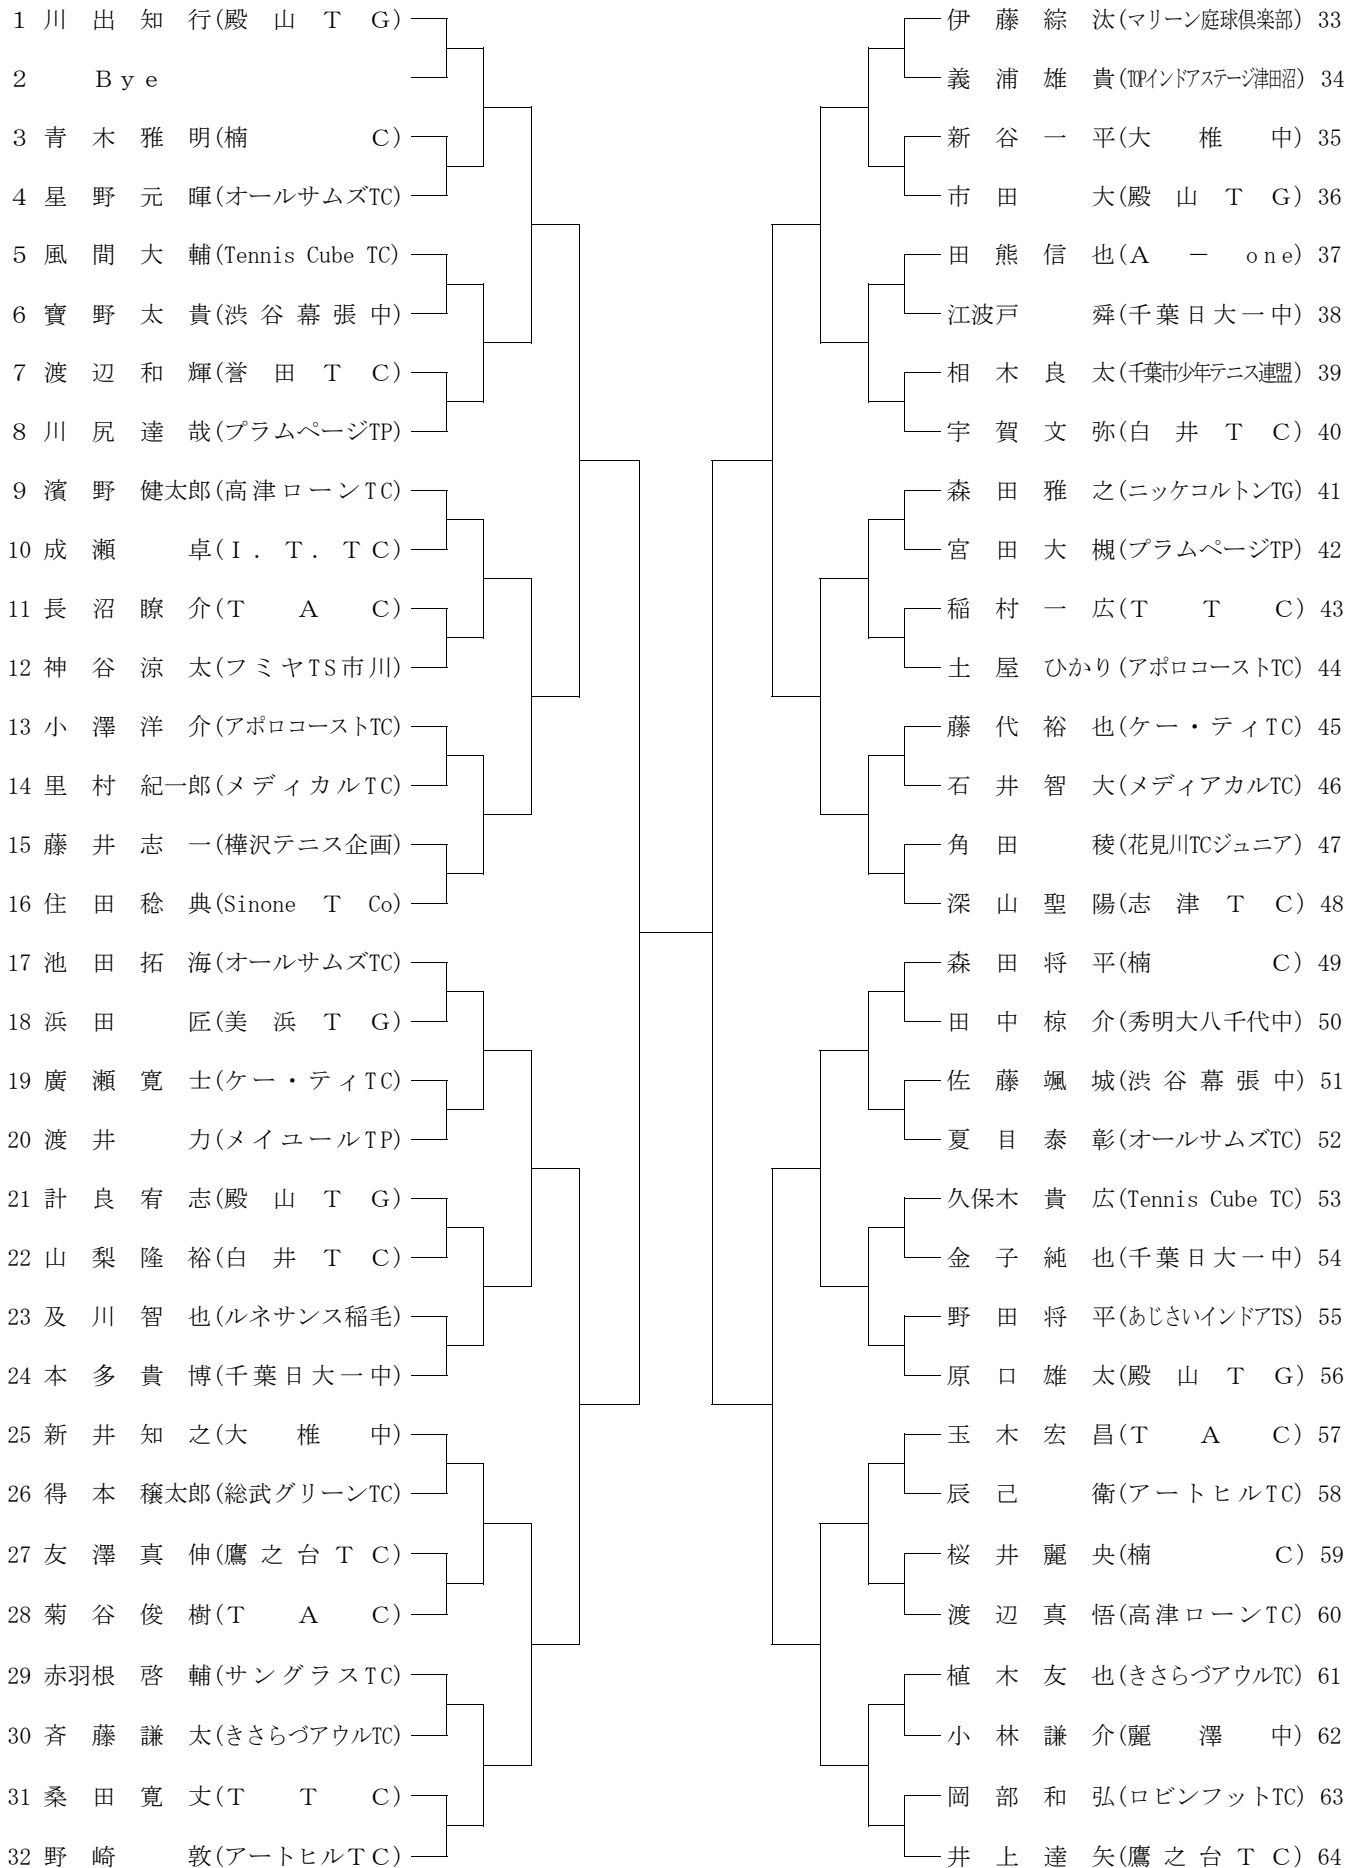 1 川出知行(殿山TG)
2 Bye
3 青木雅明(楠C)
4 星野元暉(オールサムズTC)
5 風間大輔(Tennis Cube TC)
6 寶野太貴(渋谷幕張中)
7 渡辺和輝(誉田TC)
8 川尻達哉(プラムページTP)
9 濱野健太郎(高津ローンTC)
10 成瀬卓(I.T.TC)
11 長沼瞭介(TAC)
12 神谷涼太(フミヤTS市川)
13 小澤洋介(アポロコーストTC)
14 里村紀一郎(メディカルTC)
15 藤井志一(樺沢テニス企画)
16 住田稔典(Sinone T Co)
17 池田拓海(オールサムズTC)
18 浜田匠(美浜TG)
19 廣瀬寛士(ケー・ティTC)
20 渡井力(メイユールTP)
21 計良宥志(殿山TG)
22 山梨隆裕(白井TC)
23 及川智也(ルネサンス稲毛)
24 本多貴博(千葉日大一中)
25 新井知之(大椎中)
26 得本穣太郎(総武グリーンTC)
27 友澤真伸(鷹之台TC)
28 菊谷俊樹(TAC)
29 赤羽根啓輔(サングラスTC)
30 斉藤謙太(きさらづアウルTC)
31 桑田寛丈(TTC)
32 野崎敦(アートヒルTC)
伊藤綜汰(マリーン庭球倶楽部) 33
義浦雄貴(TOPインドアステージ津田沼) 34
新谷一平(大椎中) 35
市田大(殿山TG) 36
田熊信也(A－one) 37
江波戸舜(千葉日大一中) 38
相木良太(千葉市少年テニス連盟) 39
宇賀文弥(白井TC) 40
森田雅之(ニッケコルトンTG) 41
宮田大槻(プラムページTP) 42
稲村一広(TTC) 43
土屋ひかり(アポロコーストTC) 44
藤代裕也(ケー・ティTC) 45
石井智大(メディアカルTC) 46
角田稜(花見川TCジュニア) 47
深山聖陽(志津TC) 48
森田将平(楠C) 49
田中椋介(秀明大八千代中) 50
佐藤颯城(渋谷幕張中) 51
夏目泰彰(オールサムズTC) 52
久保木貴広(Tennis Cube TC) 53
金子純也(千葉日大一中) 54
野田将平(あじさいインドアTS) 55
原口雄太(殿山TG) 56
玉木宏昌(TAC) 57
辰己衛(アートヒルTC) 58
桜井麗央(楠C) 59
渡辺真悟(高津ローンTC) 60
植木友也(きさらづアウルTC) 61
小林謙介(麗澤中) 62
岡部和弘(ロビンフットTC) 63
井上達矢(鷹之台TC) 64